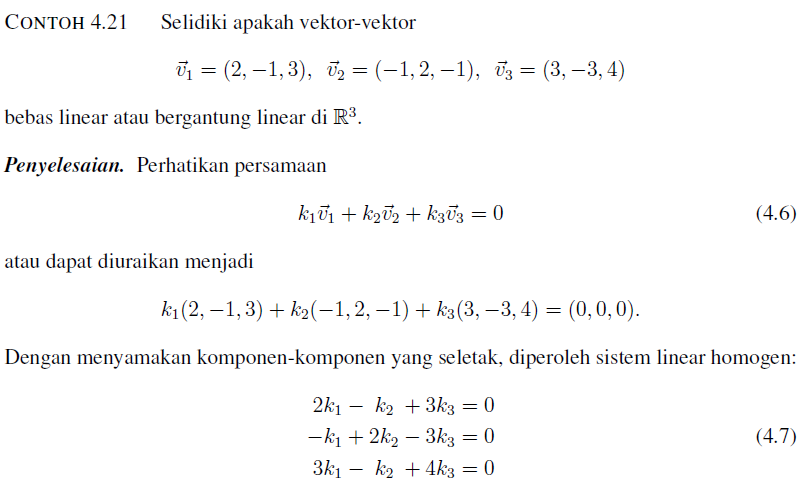 CONTOH 4.21 Selidiki apakah vektor-vektor
v⃗₁ = (2, −1, 3), v⃗₂ = (−1, 2, −1), v⃗₃ = (3, −3, 4)
bebas linear atau bergantung linear di ℝ³.
Penyelesaian. Perhatikan persamaan
k₁v⃗₁ + k₂v⃗₂ + k₃v⃗₃ = 0 (4.6)
atau dapat diuraikan menjadi
k₁(2, −1, 3) + k₂(−1, 2, −1) + k₃(3, −3, 4) = (0, 0, 0).
Dengan menyamakan komponen-komponen yang seletak, diperoleh sistem linear homogen:
2k₁ − k₂ + 3k₃ = 0
−k₁ + 2k₂ − 3k₃ = 0 (4.7)
3k₁ − k₂ + 4k₃ = 0